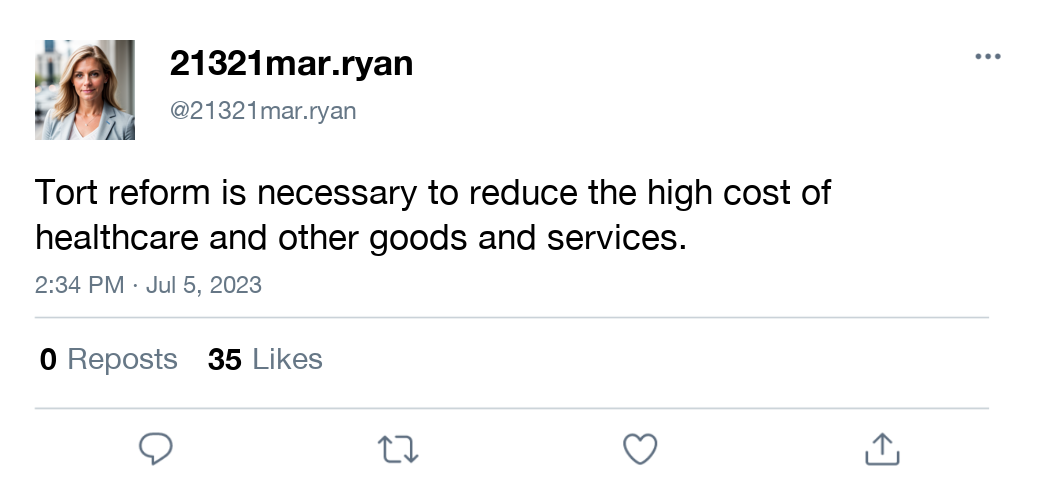 21321mar.ryan
@21321mar.ryan
Tort reform is necessary to reduce the high cost of
healthcare and other goods and services.
2:34 PM · Jul 5, 2023
0 Reposts 35 Likes